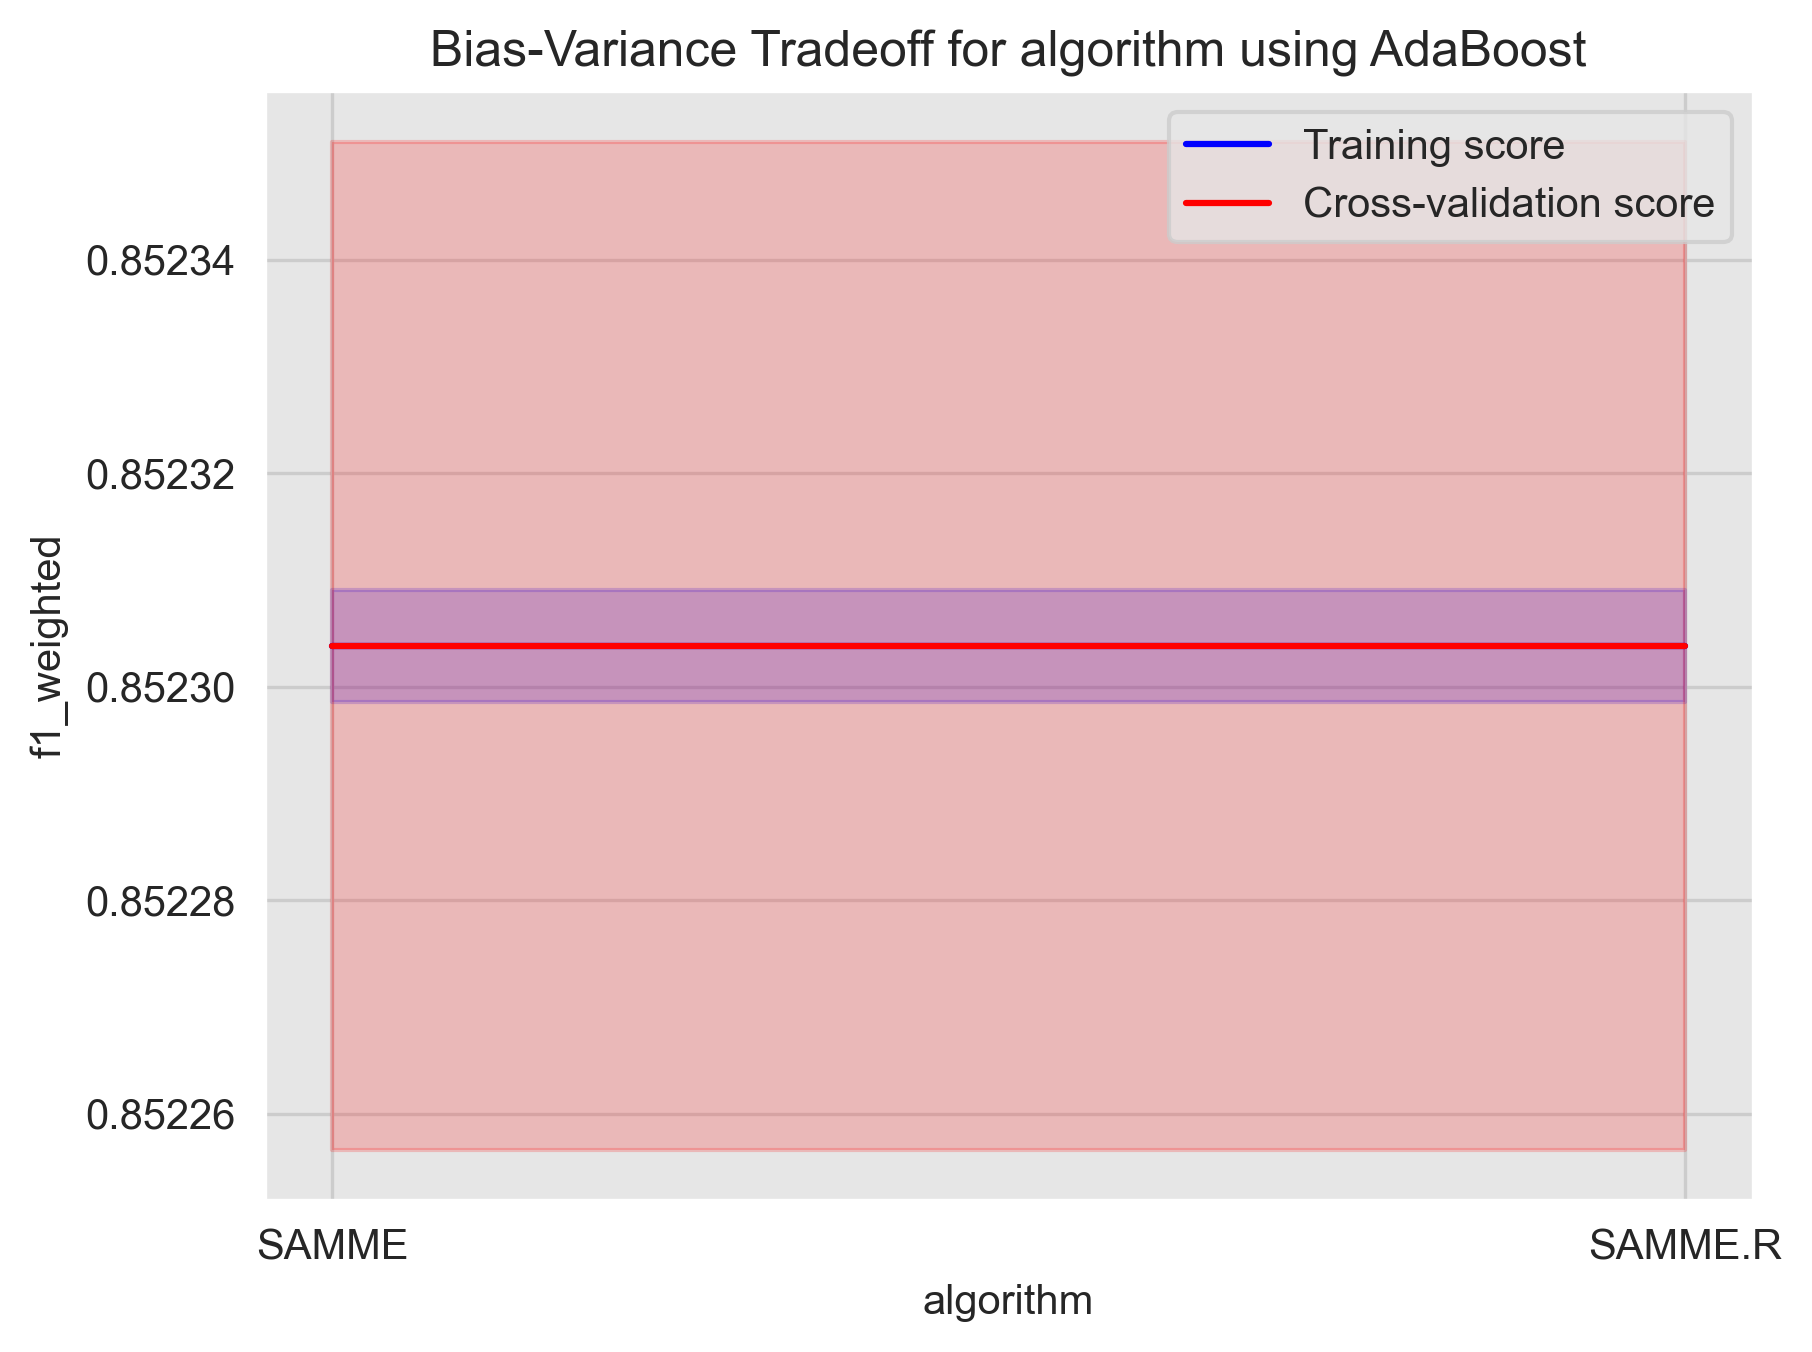 Bias-Variance Tradeoff for algorithm using AdaBoost
Training score
Cross-validation score
0.85234
0.85232
0.85230
0.85228
0.85226
f1_weighted
SAMME
SAMME.R
algorithm